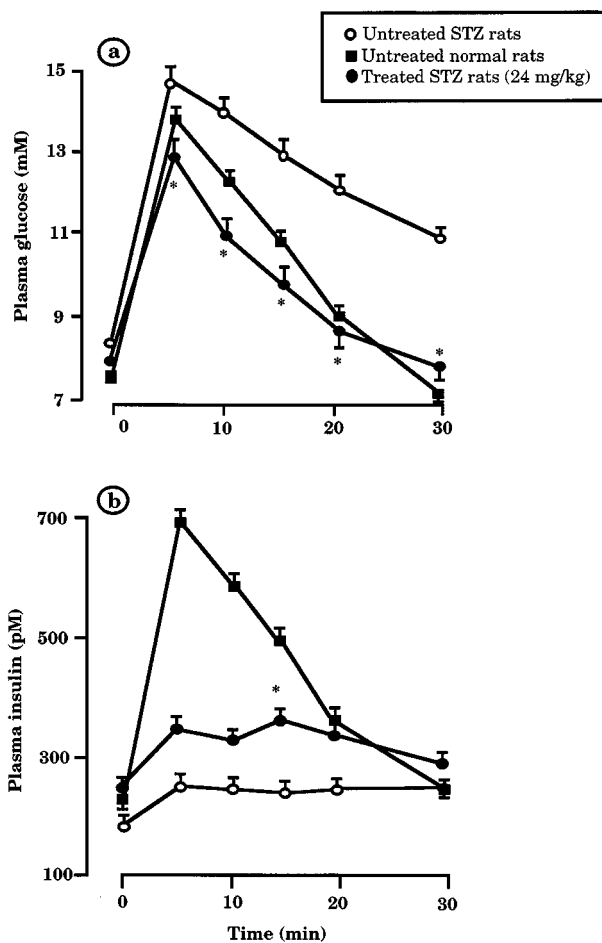 Untreated STZ rats
Untreated normal rats
Treated STZ rats (24 mg/kg)
a
15
13
11
9
7
Plasma glucose (mM)
*
*
*
*
*
0
10
20
30
b
700
500
300
100
Plasma insulin (pM)
*
0
10
20
30
Time (min)